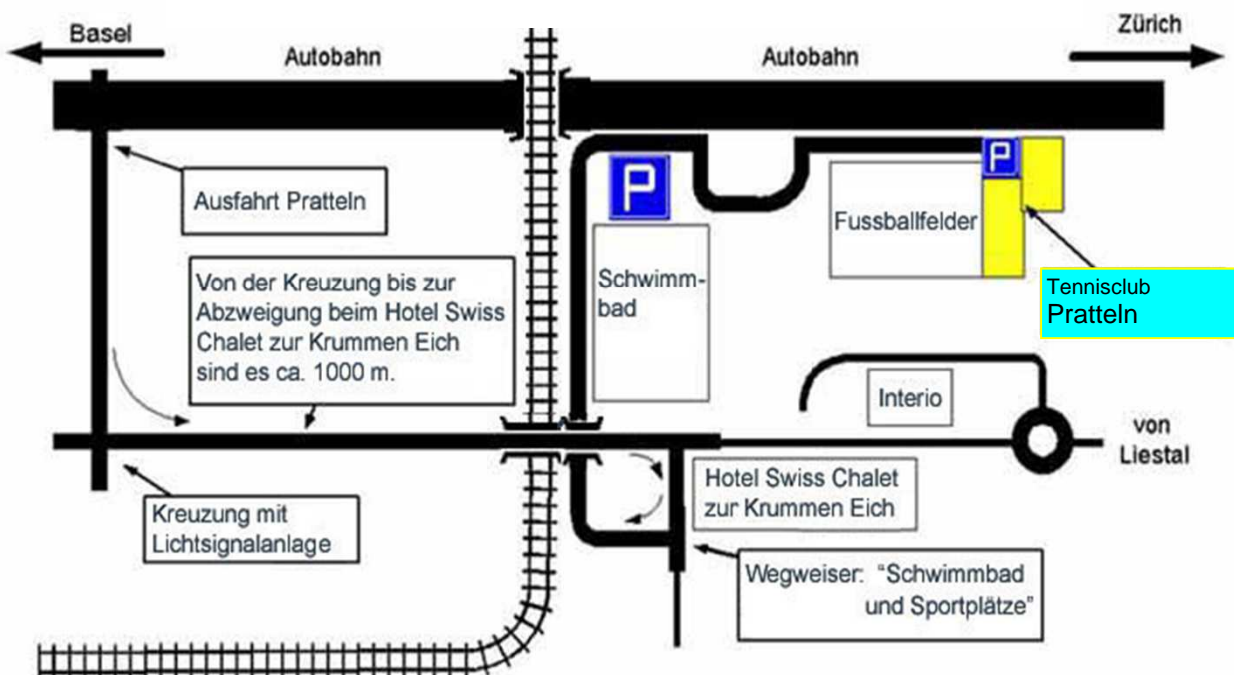 Basel
Autobahn
Autobahn
Zürich
P
P
Ausfahrt Pratteln
Fussballfelder
Von der Kreuzung bis zur
Abzweigung beim Hotel Swiss
Chalet zur Krummen Eich
sind es ca. 1000 m.
Schwimm-
bad
Tennisclub
Pratteln
Interio
von
Liestal
Hotel Swiss Chalet
zur Krummen Eich
Kreuzung mit
Lichtsignalanlage
Wegweiser: “Schwimmbad
und Sportplätze”